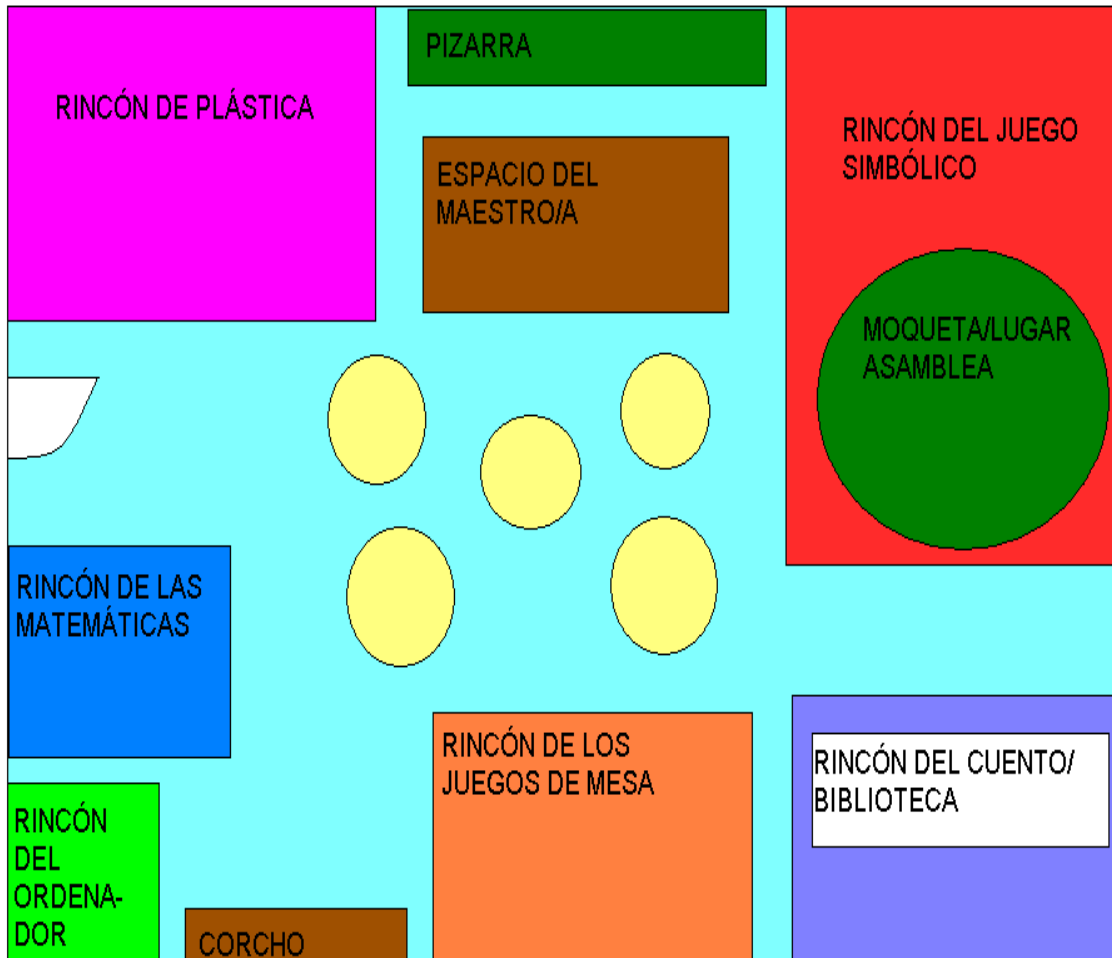 PIZARRA
RINCÓN DE PLÁSTICA
ESPACIO DEL
MAESTRO/A
RINCÓN DEL JUEGO
SIMBÓLICO
MOQUETA/LUGAR
ASAMBLEA
RINCÓN DE LAS
MATEMÁTICAS
RINCÓN DE LOS
JUEGOS DE MESA
RINCÓN DEL CUENTO/
BIBLIOTECA
RINCÓN
DEL
ORDENA-
DOR
CORCHO